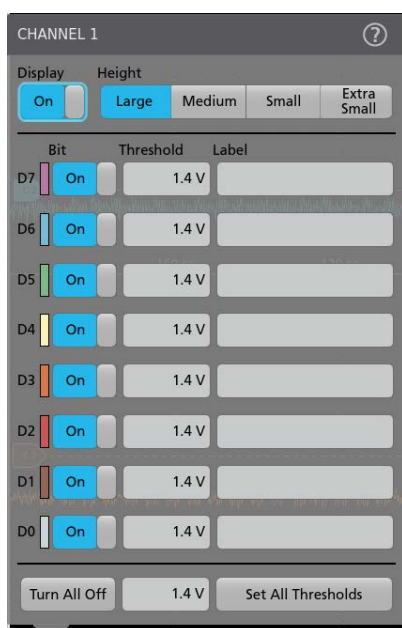 CHANNEL 1 ?
Display Height
On Large Medium Small Extra Small
Bit Threshold Label
D7 On 1.4 V
D6 On 1.4 V
D5 On 1.4 V
D4 On 1.4 V
D3 On 1.4 V
D2 On 1.4 V
D1 On 1.4 V
D0 On 1.4 V
Turn All Off 1.4 V Set All Thresholds